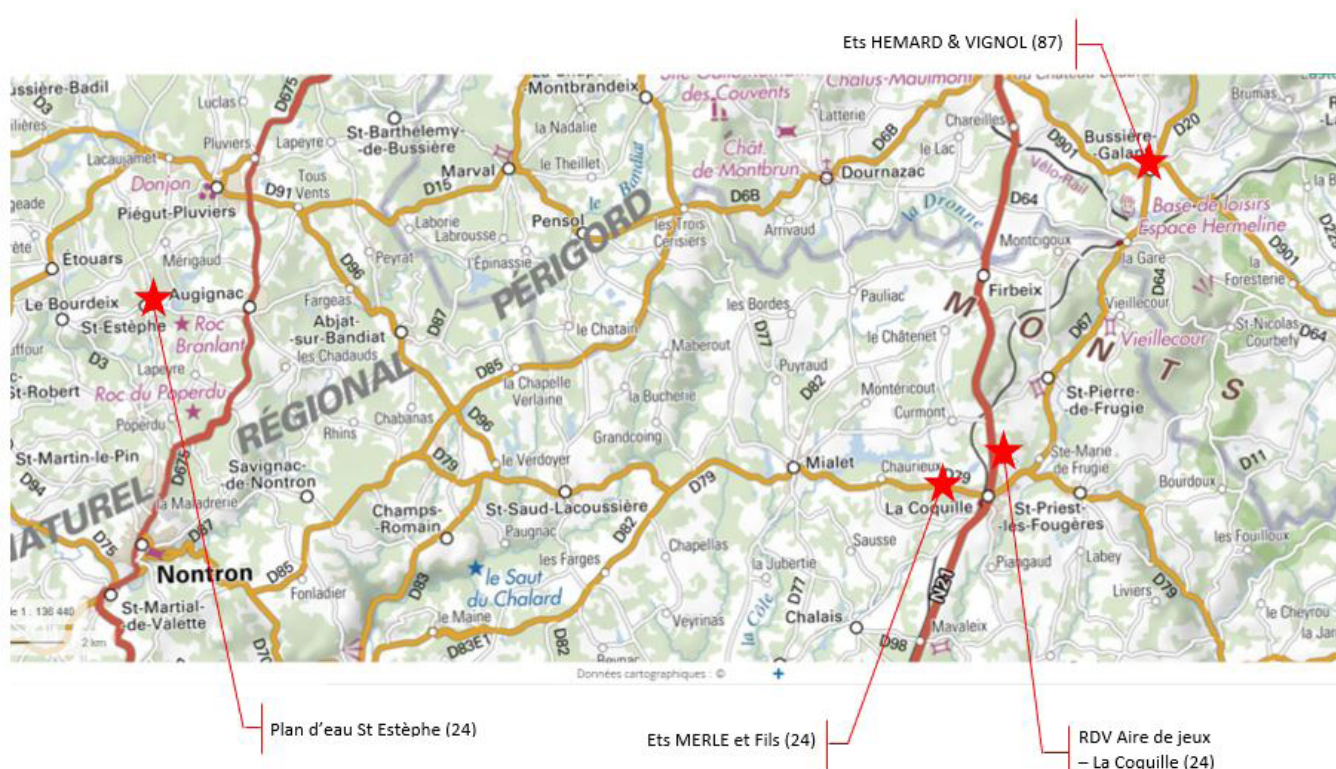 Ets HEMARD & VIGNOL (87)
des Couvents
Chalus-Maulmont
Montbrandeix
Brumas
Luclas
D675
D3
Latterie
Chareilles
D20
la Nadalie
D6B
D901
Bussière-
Galant
Pluviers
Lapeyre
St-Barthélemy-
de-Bussière
le Theillet
le Lac
Lacaujamet
Marval
Chât.
de Montbrun
Dournazac
Vélo-Rail
Donjon
Tous
Vents
D91
D15
le Bandiat
Piégut-Pluviers
Laborie
Pensol
D6B
la Dronne
D64
Base de loisirs
Espace Hermeline
Labrousse
les Trois
Cerisiers
Arrivaud
Montcigoux
D901
Étouars
Mérigaud
D96
Peyrat
l'Épinassie
PÉRIGORD
la Gare
la
Foresterie
Le Bourdeix
Augignac
Fargeas
Pauliac
Firbeix
D64
Vieillecour
St-Estèphe
Roc
Branlant
Abjat-
sur-Bandiat
D87
les Bordes
MONTS
D67
St-Nicolas
Courbefy
D64
D3
les Chadauds
le Chatain
D77
le Châtenet
Vieillecour
St-Robert
Lapeyre
Maberout
Roc du Poperdu
RÉGIONAL
D85
la Chapelle
Verlaine
Puyraud
D82
Montéricout
St-Pierre-
de-Frugie
Poperdu
Chabanas
la Bucherie
Curmont
Rhins
D96
Grandcoing
St-Martin-le-Pin
D675
Savignac-
de-Nontron
D79
le Verdoyer
Mialet
Chaurieux
Ste-Marie
de Frugie
D11
D94
NATUREL
la Maladrerie
D79
D79
La Coquille
Bourdoux
D75
D87
Champs-
Romain
St-Saud-Lacoussière
St-Priest-
les-Fougères
Paugnac
D82
Sausse
les Fouilloux
Nontron
D85
les Farges
Chapellas
la Jubertie
Piangaud
Labey
Fonladier
D83
le Saut
du Chalard
D77
N21
Liviers
D79
le Cheyrou
St-Martial-
de-Valette
le Maine
Veyrinas
la Côle
Chalais
Mavaleix
2 km
D83E1
D82
D98
Données cartographiques : ©
Plan d'eau St Estèphe (24)
Ets MERLE et Fils (24)
RDV Aire de jeux
– La Coquille (24)